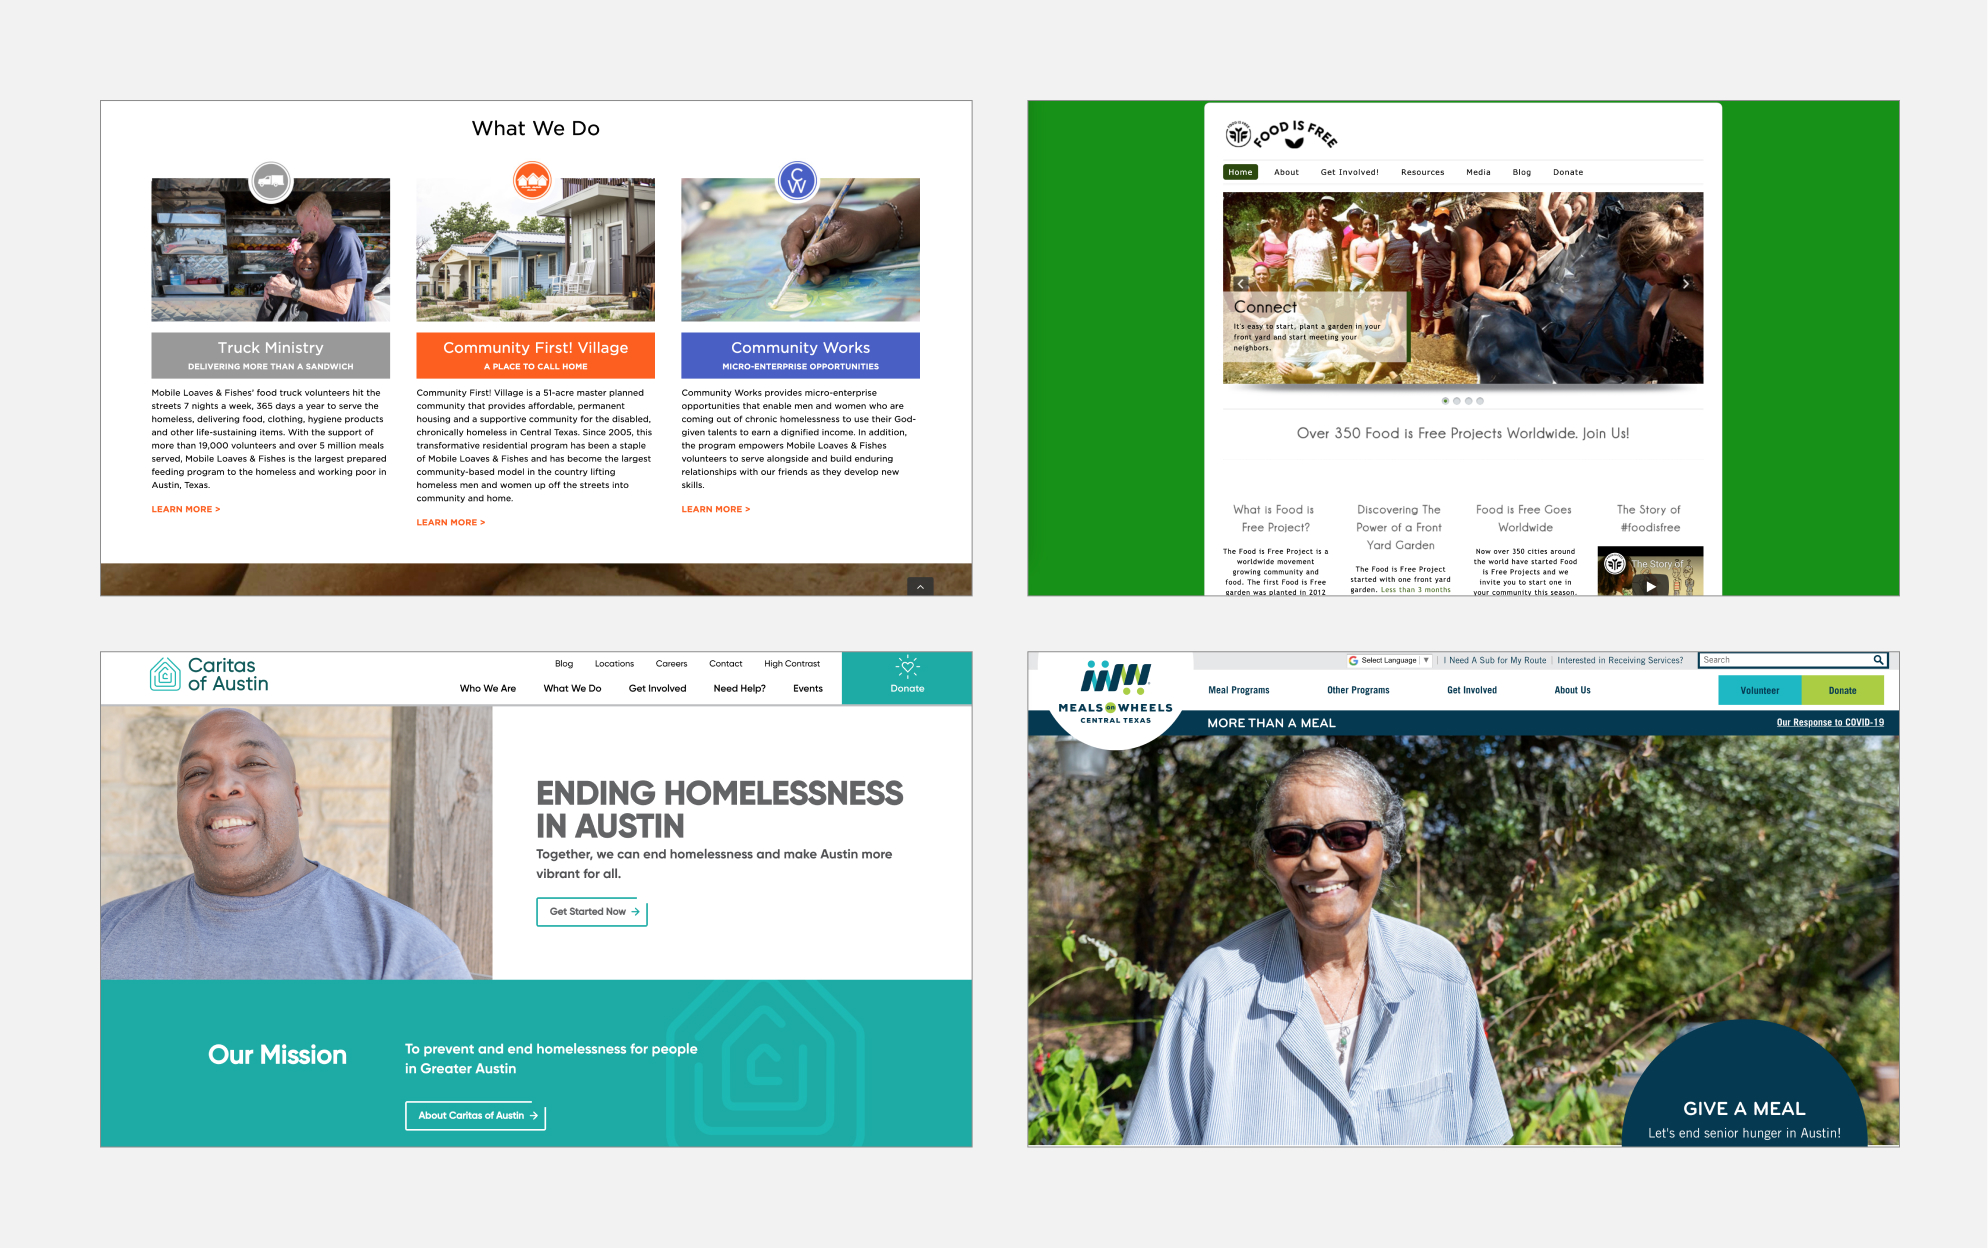 What We Do
CW
Truck Ministry
DELIVERING MORE THAN A SANDWICH
Mobile Loaves & Fishes' food truck volunteers hit the
streets 7 nights a week, 365 days a year to serve the
homeless, delivering food, clothing, hygiene products
and other life-sustaining items. With the support of
more than 19,000 volunteers and over 5 million meals
served, Mobile Loaves & Fishes is the largest prepared
feeding program to the homeless and working poor in
Austin, Texas.
LEARN MORE >
Community First! Village
A PLACE TO CALL HOME
Community First! Village is a 51-acre master planned
community that provides affordable, permanent
housing and a supportive community for the disabled,
chronically homeless in Central Texas. Since 2005, this
transformative residential program has been a staple
of Mobile Loaves & Fishes and has become the largest
community-based model in the country lifting
homeless men and women up off the streets into
community and home.
LEARN MORE >
Community Works
MICRO-ENTERPRISE OPPORTUNITIES
Community Works provides micro-enterprise
opportunities that enable men and women who are
coming out of chronic homelessness to use their God-
given talents to earn a dignified income. In addition,
the program empowers Mobile Loaves & Fishes
volunteers to serve alongside and build enduring
relationships with our friends as they develop new
skills.
LEARN MORE >
FOOD IS FREE
Home About Get Involved! Resources Media Blog Donate
Connect
It's easy to start, plant a garden in your
front yard and start meeting your
neighbors.
Over 350 Food is Free Projects Worldwide. Join Us!
What is Food is
Free Project?
The Food is Free Project is a
worldwide movement
growing community and
food. The first Food is Free
garden was planted in 2012
Discovering The
Power of a Front
Yard Garden
The Food is Free Project
started with one front yard
garden. Less than 3 months
Food is Free Goes
Worldwide
Now over 350 cities around
the world have started Food
is Free Projects and we
invite you to start one in
your community this season.
The Story of
#foodisfree
The Story of
Caritas
of Austin
Blog Locations Careers Contact High Contrast
Who We Are What We Do Get Involved Need Help? Events
Donate
ENDING HOMELESSNESS
IN AUSTIN
Together, we can end homelessness and make Austin more
vibrant for all.
Get Started Now →
Our Mission
To prevent and end homelessness for people
in Greater Austin
About Caritas of Austin →
MEALS on WHEELS
CENTRAL TEXAS
Select Language ▼ | I Need A Sub for My Route | Interested in Receiving Services?
Search
Meal Programs Other Programs Get Involved About Us
Volunteer Donate
MORE THAN A MEAL
Our Response to COVID-19
GIVE A MEAL
Let's end senior hunger in Austin!